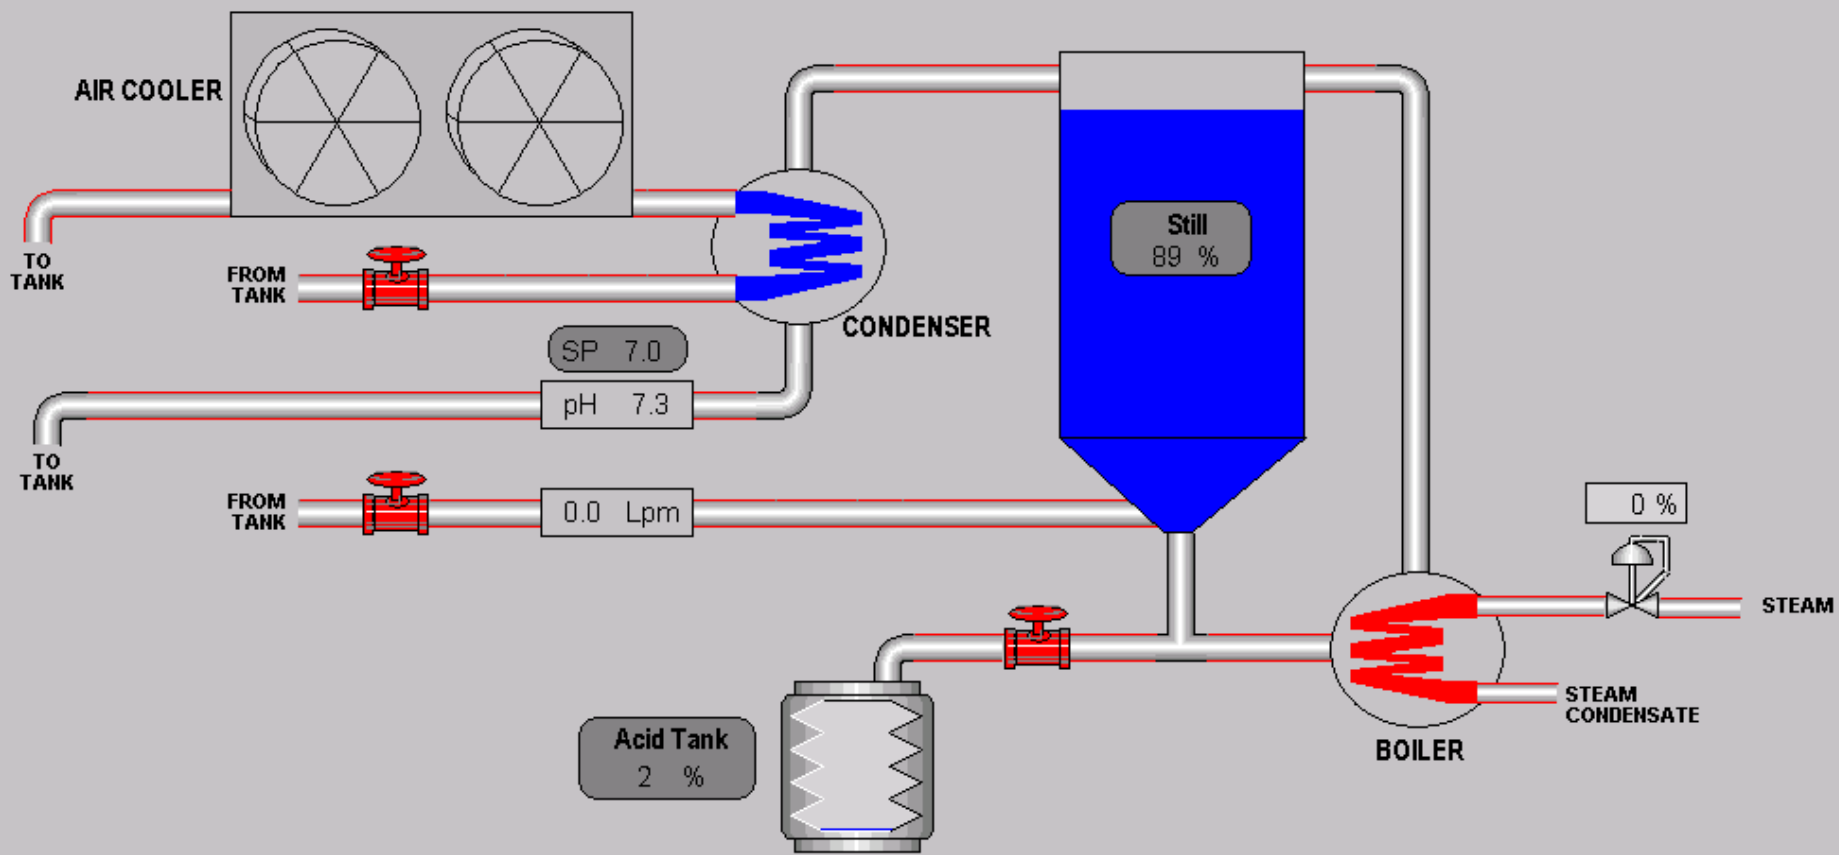 AIR COOLER
TO
TANK
FROM
TANK
CONDENSER
SP 7.0
pH 7.3
TO
TANK
FROM
TANK
0.0 Lpm
Still
89 %
0 %
STEAM
STEAM
CONDENSATE
BOILER
Acid Tank
2 %